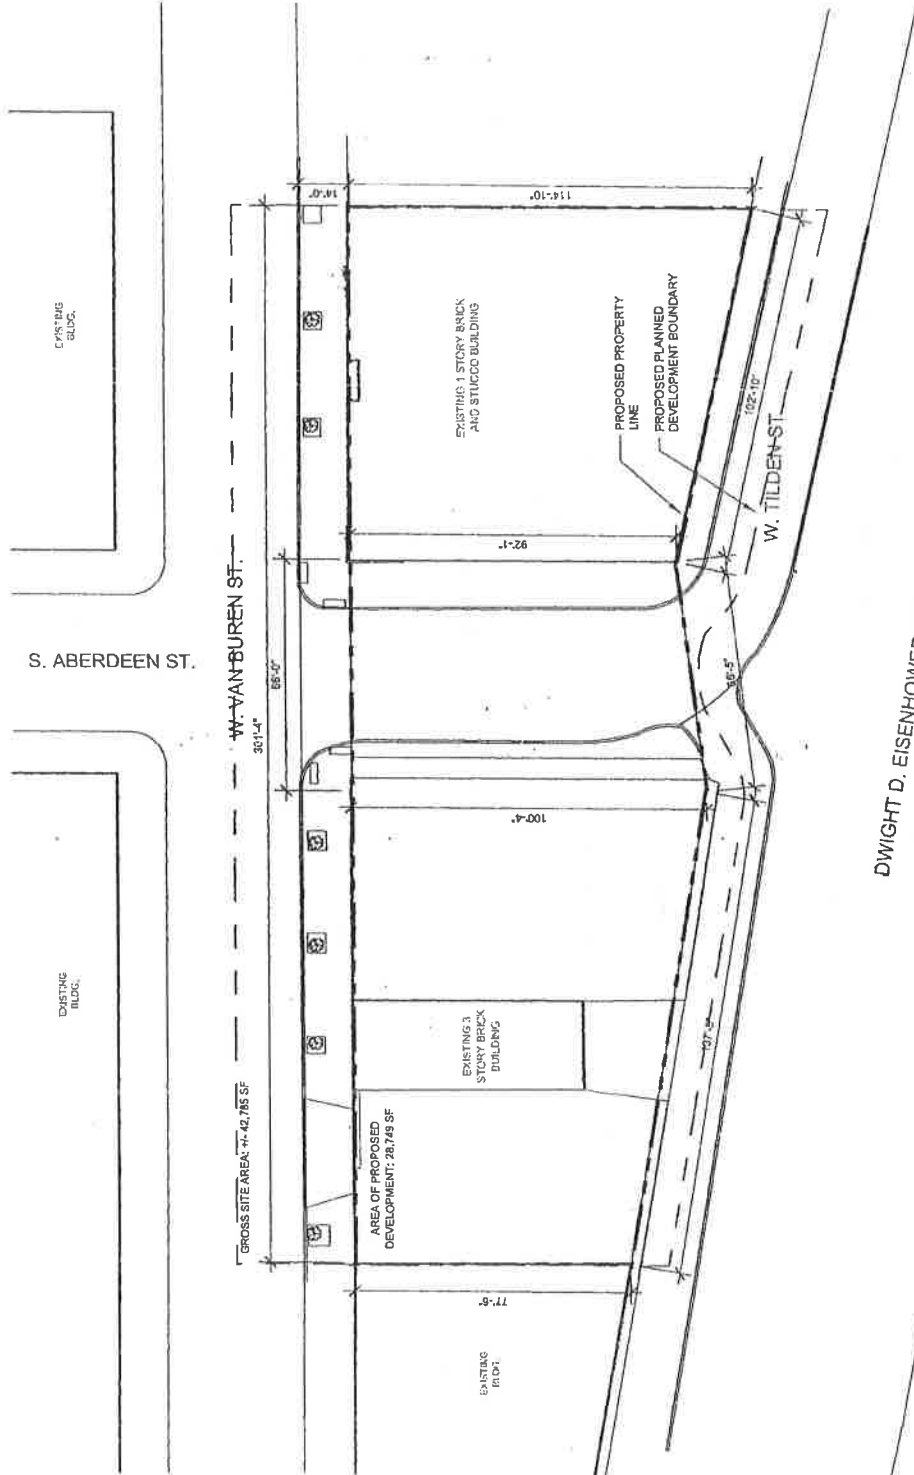 EXISTING
BLDG.
EXISTING
BLDG.
S. ABERDEEN ST.
W. VAN BUREN ST.
301'-4"
66'-0"
14'-0"
114'-10"
GROSS SITE AREA: +/- 42,785 SF
EXISTING 1 STORY BRICK
AND STUCCO BUILDING
PROPOSED PROPERTY
LINE
PROPOSED PLANNED
DEVELOPMENT BOUNDARY
92'-1"
100'-4"
102'-10"
W. TILDEN ST.
66'-5"
EXISTING 3
STORY BRICK
BUILDING
AREA OF PROPOSED
DEVELOPMENT: 28,749 SF
77'-6"
EXISTING
BLDG.
DWIGHT D. EISENHOWER